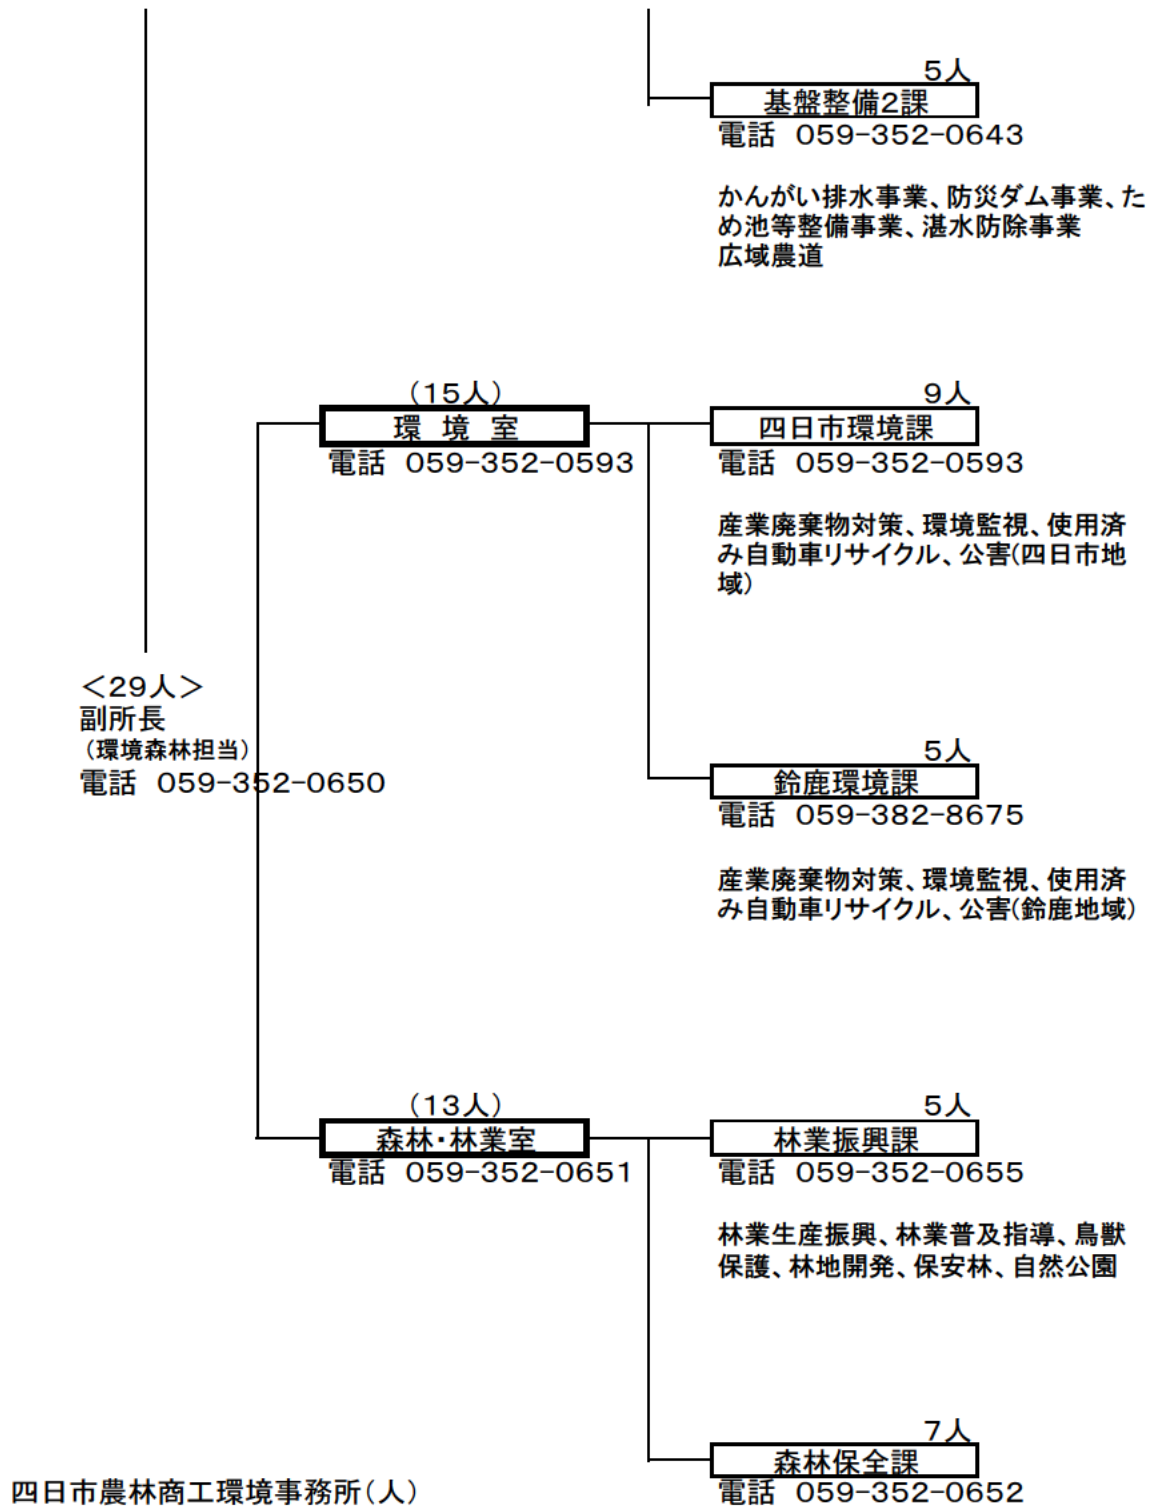 5人
基盤整備2課
電話 059-352-0643
かんがい排水事業、防災ダム事業、た
め池等整備事業、湛水防除事業
広域農道
(15人)
環 境 室
電話 059-352-0593
9人
四日市環境課
電話 059-352-0593
産業廃棄物対策、環境監視、使用済
み自動車リサイクル、公害(四日市地
域)
<29人>
副所長
(環境森林担当)
電話 059-352-0650
5人
鈴鹿環境課
電話 059-382-8675
産業廃棄物対策、環境監視、使用済
み自動車リサイクル、公害(鈴鹿地域)
(13人)
森林・林業室
電話 059-352-0651
5人
林業振興課
電話 059-352-0655
林業生産振興、林業普及指導、鳥獣
保護、林地開発、保安林、自然公園
7人
森林保全課
電話 059-352-0652
四日市農林商工環境事務所(人)